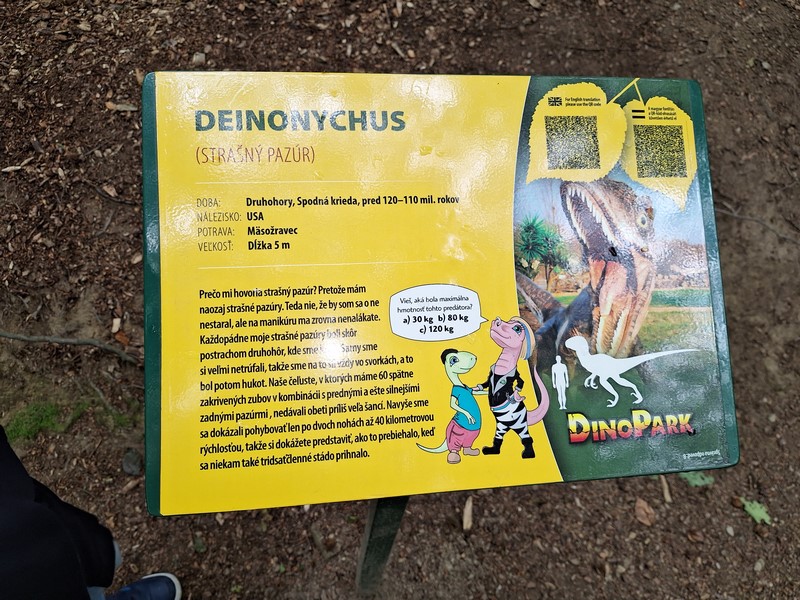 DEINONYCHUS
(STRAŠNÝ PAZÚR)
DOBA: Druhohory, Spodná krieda, pred 120–110 mil. rokov
NÁLEZISKO: USA
POTRAVA: Mäsožravec
VEĽKOSŤ: Dĺžka 5 m
Prečo mi hovoria strašný pazúr? Pretože mám
naozaj strašné pazúry. Teda nie, že by som sa o ne
nestaral, ale na manikúru ma zrovna nenalákate.
Každopádne moje strašné pazúry boli skôr
postrachom druhohôr, kde sme
si veľmi netrúfali, takže sme na to vo svorkách, a to
bol potom hukot. Naše čeľuste, v ktorých máme 60 spätne
zakrivených zubov v kombinácii s prednými a ešte silnejšími
zadnými pazúrmi , nedávali obeti príliš veľa šancí. Navyše sme
sa dokázali pohybovať len po dvoch nohách až 40 kilometrovou
rýchlosťou, takže si dokážete predstaviť, ako to prebiehalo, keď
sa niekam také tridsaťčlenné stádo prihnalo.
Vieš, aká bola maximálna
hmotnosť tohto predátora?
a) 30 kg b) 80 kg
c) 120 kg
For English translation
please use the QR code.
DINOPARK